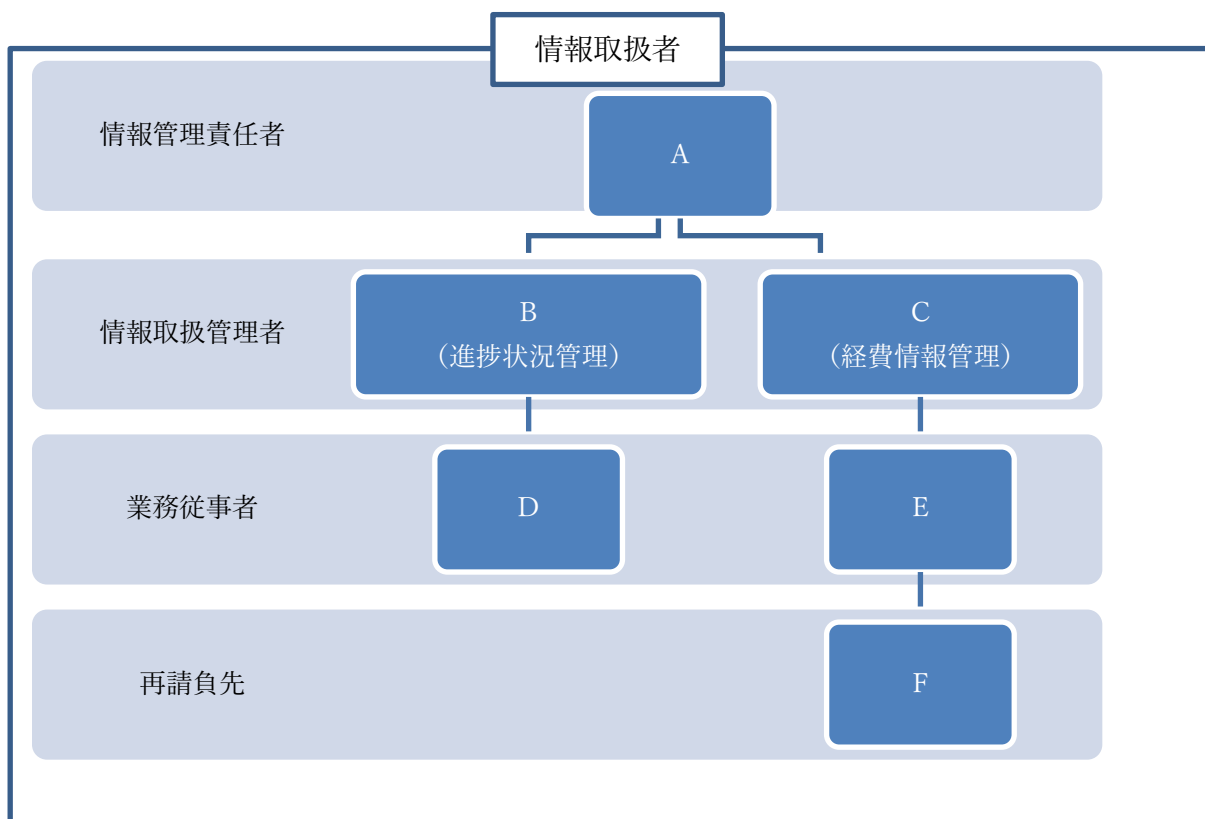 情報取扱者
情報管理責任者
A
情報取扱管理者
B
(進捗状況管理)
C
(経費情報管理)
業務従事者
D
E
再請負先
F